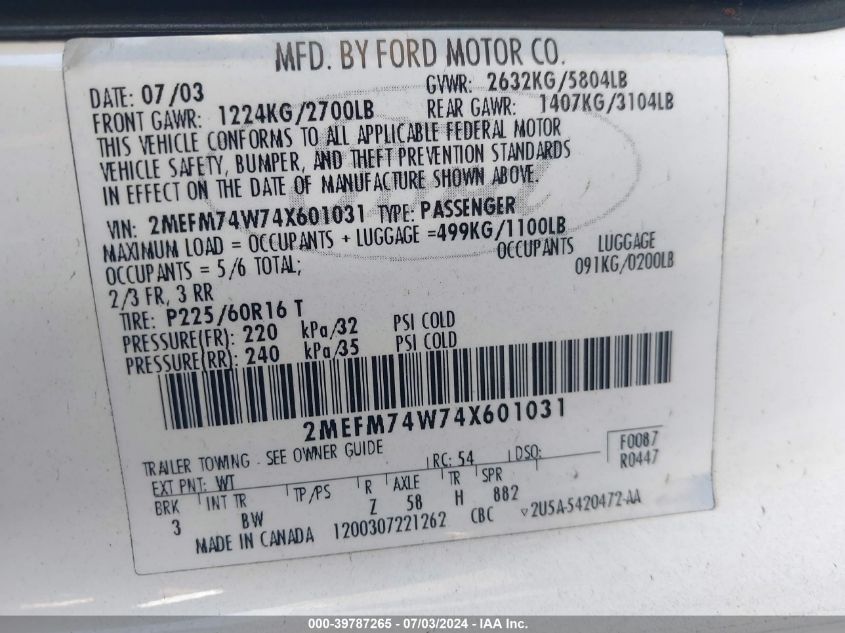 MFD. BY FORD MOTOR CO.
DATE: 07/03 GVWR: 2632KG/5804LB
FRONT GAWR: 1224KG/2700LB REAR GAWR: 1407KG/3104LB
THIS VEHICLE CONFORMS TO ALL APPLICABLE FEDERAL MOTOR
VEHICLE SAFETY, BUMPER, AND THEFT PREVENTION STANDARDS
IN EFFECT ON THE DATE OF MANUFACTURE SHOWN ABOVE.
VIN: 2MEFM74W74X601031 TYPE: PASSENGER
MAXIMUM LOAD = OCCUPANTS + LUGGAGE =499KG/1100LB
OCCUPANTS = 5/6 TOTAL; OCCUPANTS LUGGAGE
2/3 FR, 3 RR 091KG/0200LB
TIRE: P225/60R16 T
PRESSURE(FR): 220 kPa/32 PSI COLD
PRESSURE(RR): 240 kPa/35 PSI COLD
2MEFM74W74X601031
TRAILER TOWING - SEE OWNER GUIDE
EXT PNT: WT RC: 54 DSO: F0087
R0447
BRK INT TR TP/PS R AXLE TR SPR
3 BW Z 58 H 882
MADE IN CANADA 1200307221262 CBC ▽2U5A-5420472-AA
000-39787265 - 07/03/2024 - IAA Inc.